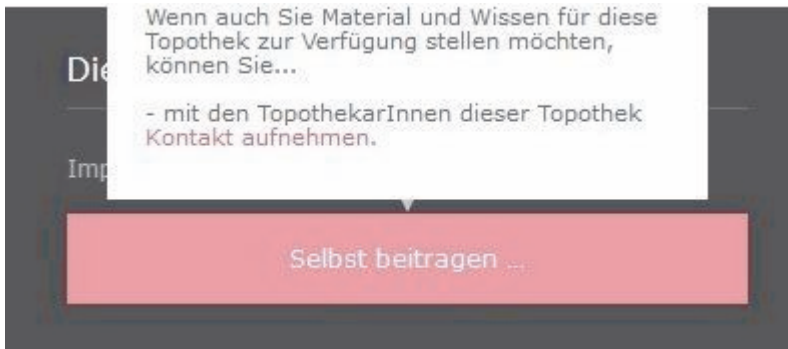 Wenn auch Sie Material und Wissen für diese
Topothek zur Verfügung stellen möchten,
können Sie...
- mit den TopothekarInnen dieser Topothek
Kontakt aufnehmen.
Selbst beitragen ...